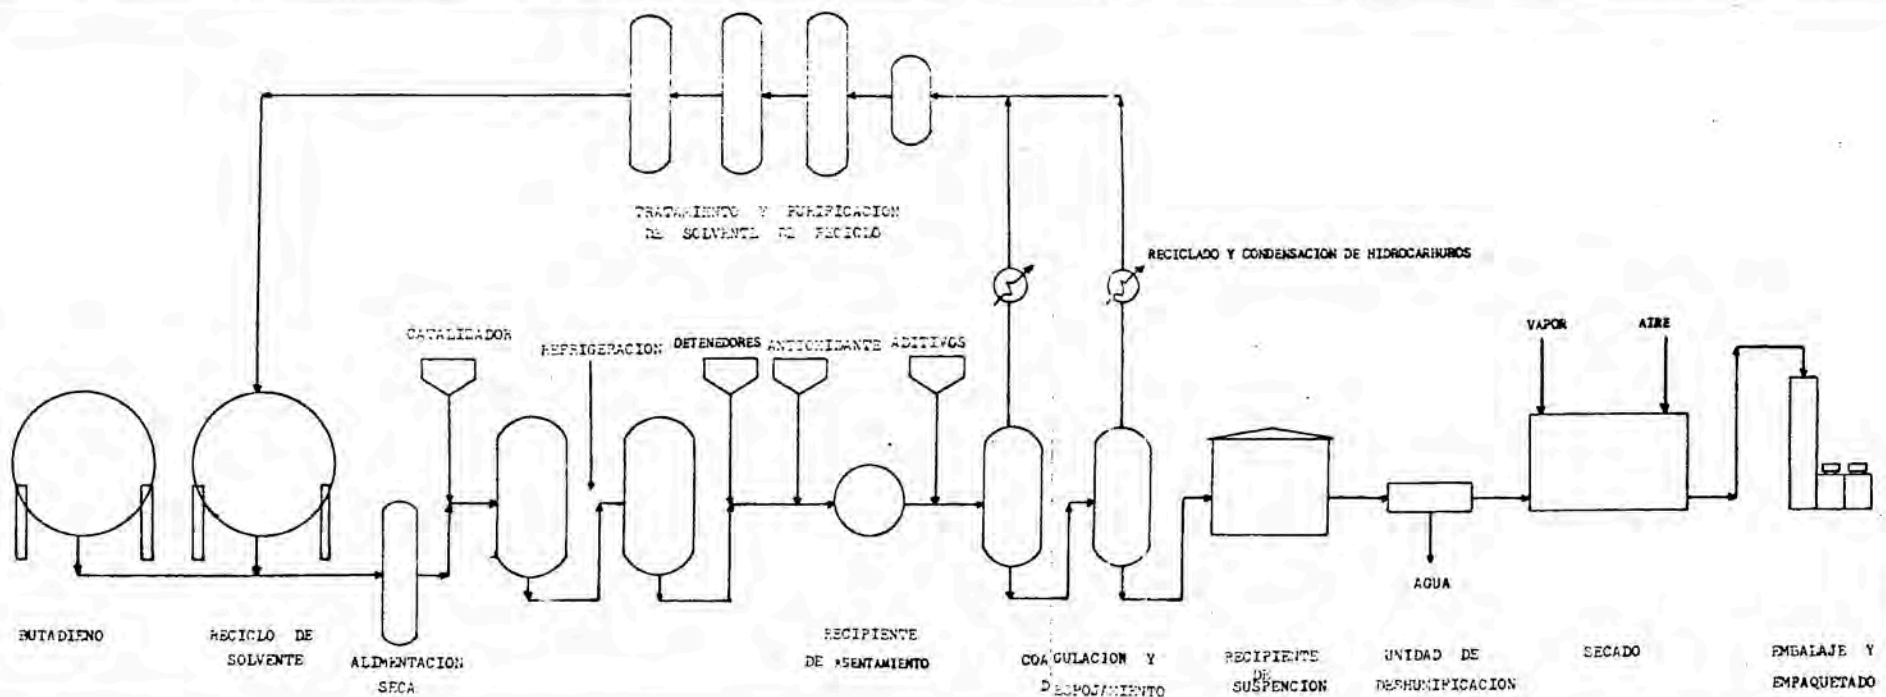 TRATAMIENTO Y PURIFICACION
DE SOLVENTE DE RECICLO
RECICLADO Y CONDENSACION DE HIDROCARBUROS
CATALIZADOR
REFRIGERACION
DETENEDORES
ANTIOXIDANTE
ADITIVOS
VAPOR
AIRE
AGUA
BUTADIENO
RECICLO DE
SOLVENTE
ALIMENTACION
SECA
RECIPIENTE
DE ASENTAMIENTO
COAGULACION Y
DESPOJAMIENTO
RECIPIENTE
DE
SUSPENCION
UNIDAD DE
DESHUMIFICACION
SECADO
EMBALAJE Y
EMPAQUETADO